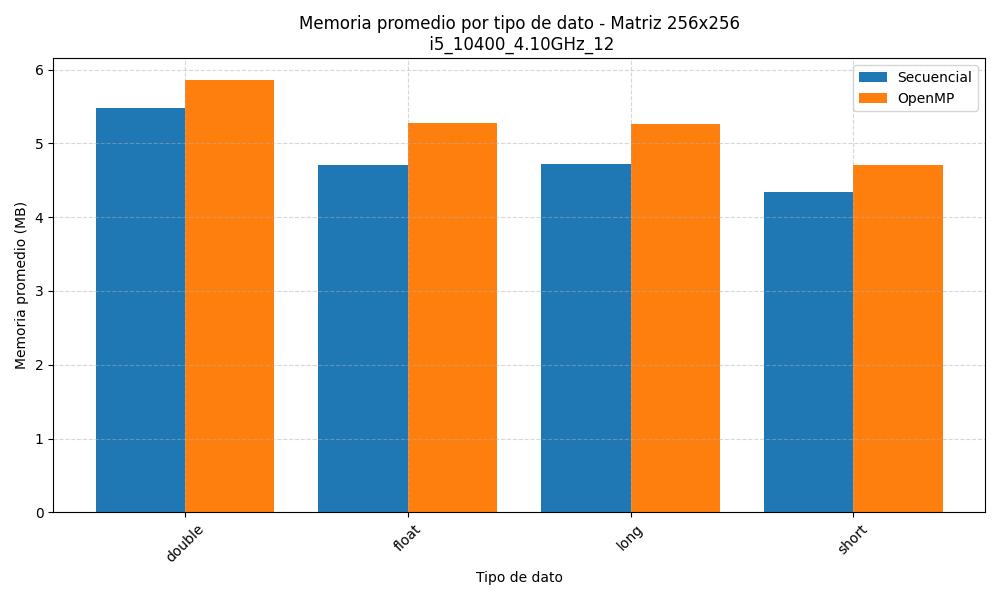 Memoria promedio por tipo de dato - Matriz 256x256
i5_10400_4.10GHz_12
Secuencial
OpenMP
Memoria promedio (MB)
6
5
4
3
2
1
0
double
float
long
short
Tipo de dato